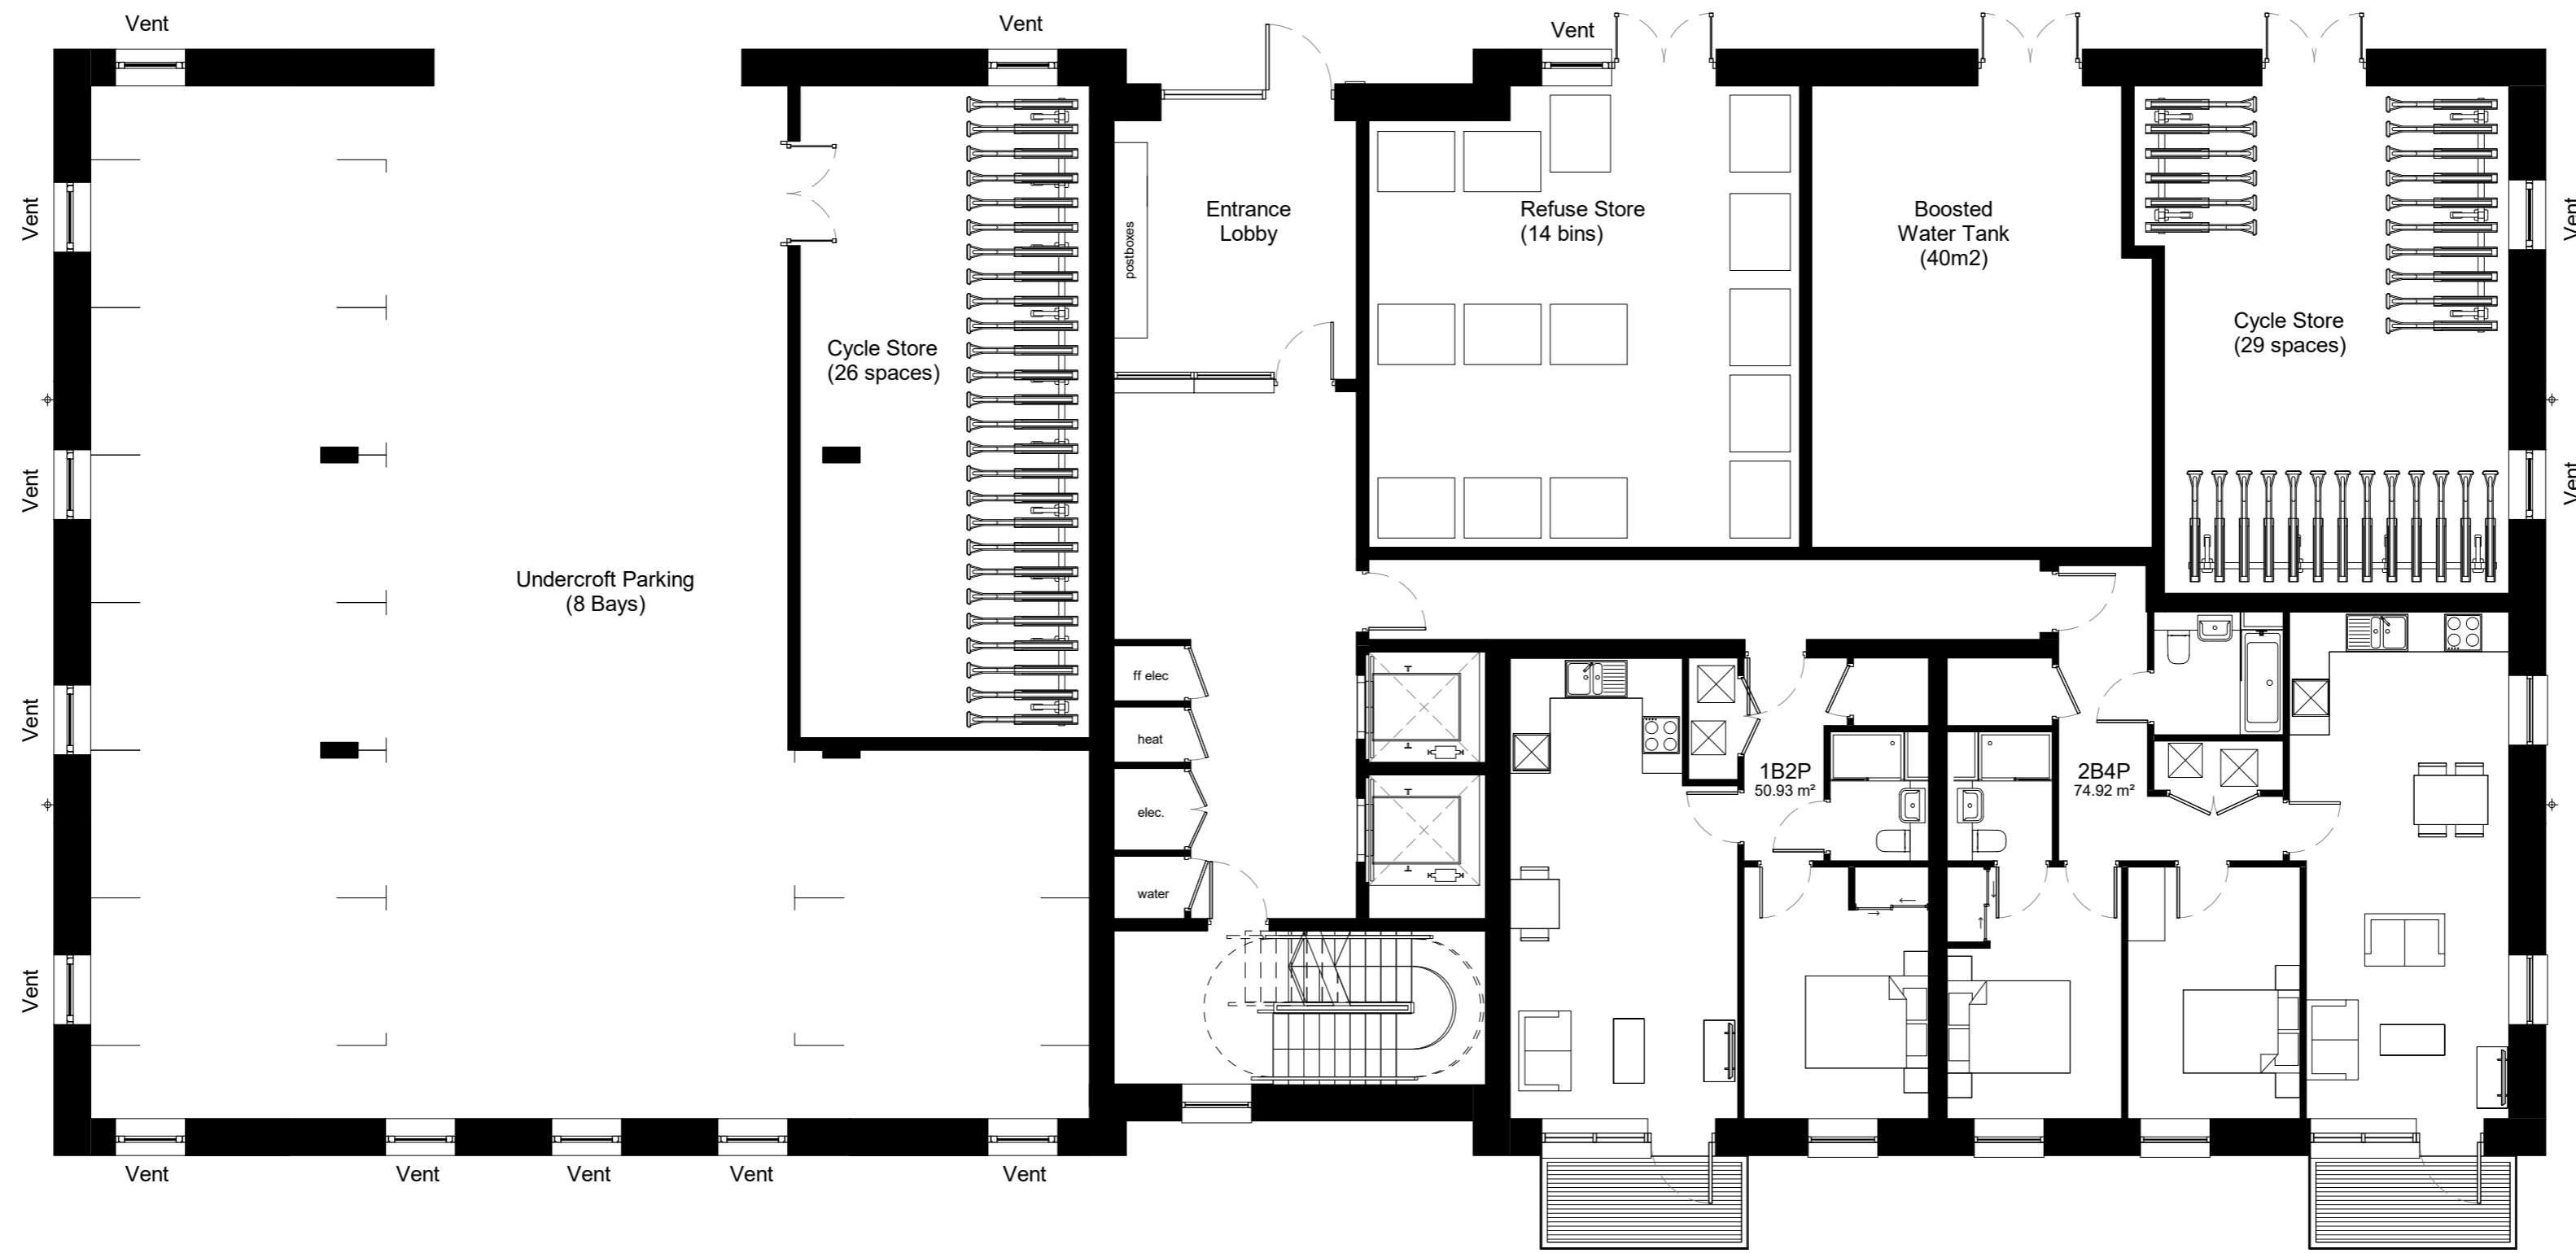 Vent
Vent
Vent
Vent
Vent
Vent
Entrance
Lobby
postboxes
Refuse Store
(14 bins)
Boosted
Water Tank
(40m2)
Cycle Store
(29 spaces)
Cycle Store
(26 spaces)
Vent
Vent
Undercroft Parking
(8 Bays)
ff elec
heat
elec.
water
Vent
1B2P
50.93 m²
2B4P
74.92 m²
Vent
Vent
Vent
Vent
Vent
Vent